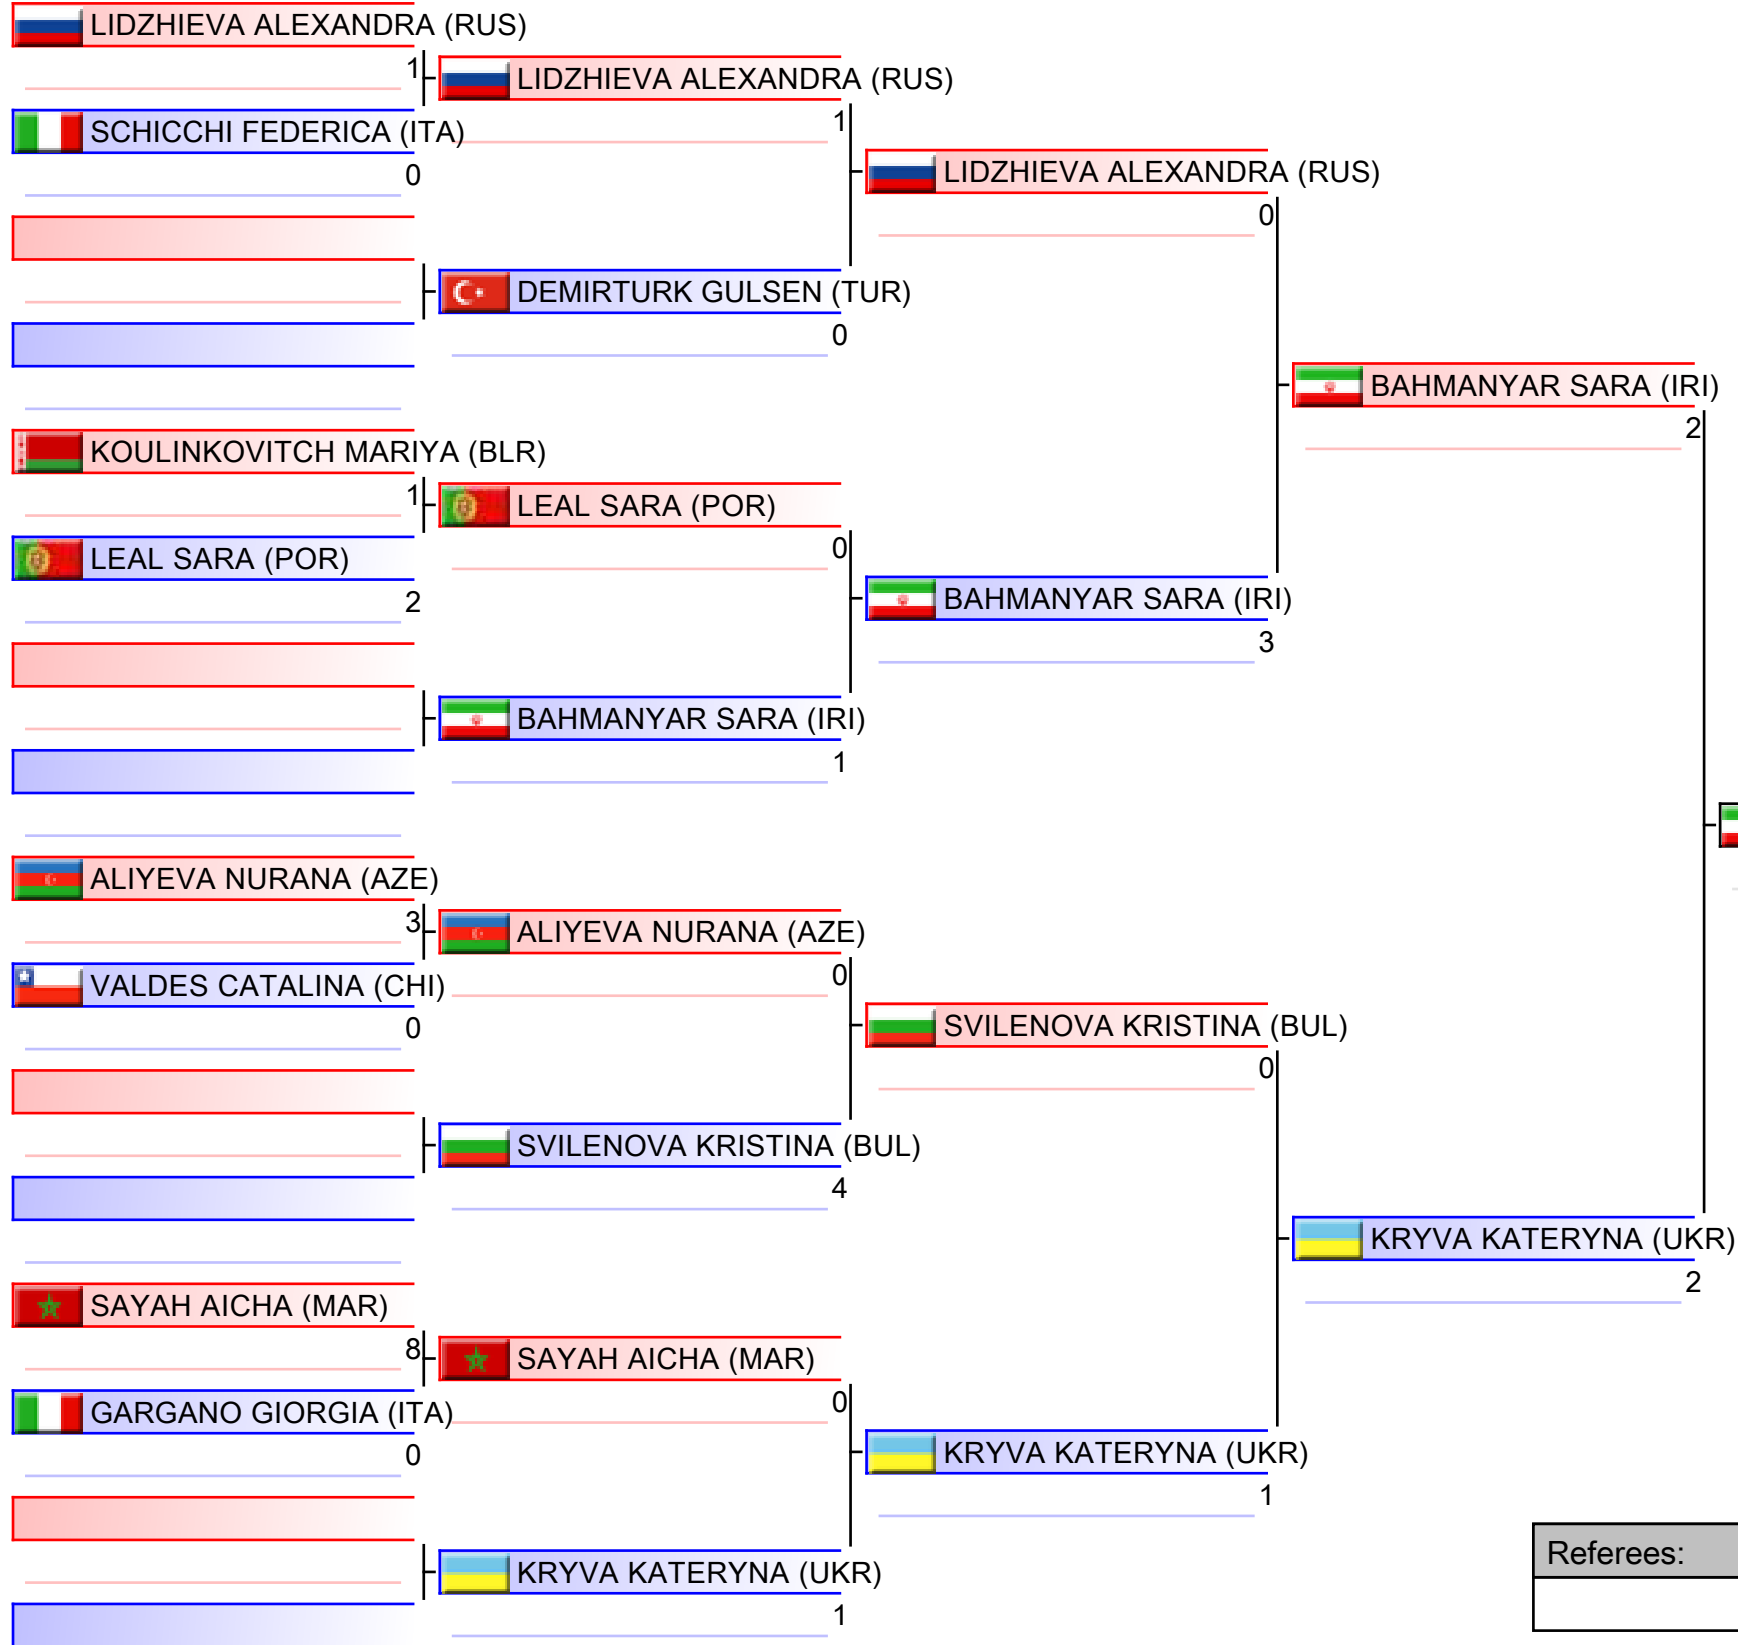 LIDZHIEVA ALEXANDRA (RUS)
1
LIDZHIEVA ALEXANDRA (RUS)
1
SCHICCHI FEDERICA (ITA)
0
LIDZHIEVA ALEXANDRA (RUS)
0
DEMIRTURK GULSEN (TUR)
0
BAHMANYAR SARA (IRI)
2
KOULINKOVITCH MARIYA (BLR)
1
LEAL SARA (POR)
0
LEAL SARA (POR)
2
BAHMANYAR SARA (IRI)
3
BAHMANYAR SARA (IRI)
1
ALIYEVA NURANA (AZE)
3
ALIYEVA NURANA (AZE)
0
VALDES CATALINA (CHI)
0
SVILENOVA KRISTINA (BUL)
0
SVILENOVA KRISTINA (BUL)
4
KRYVA KATERYNA (UKR)
2
SAYAH AICHA (MAR)
8
SAYAH AICHA (MAR)
0
GARGANO GIORGIA (ITA)
0
KRYVA KATERYNA (UKR)
1
KRYVA KATERYNA (UKR)
1
Referees: